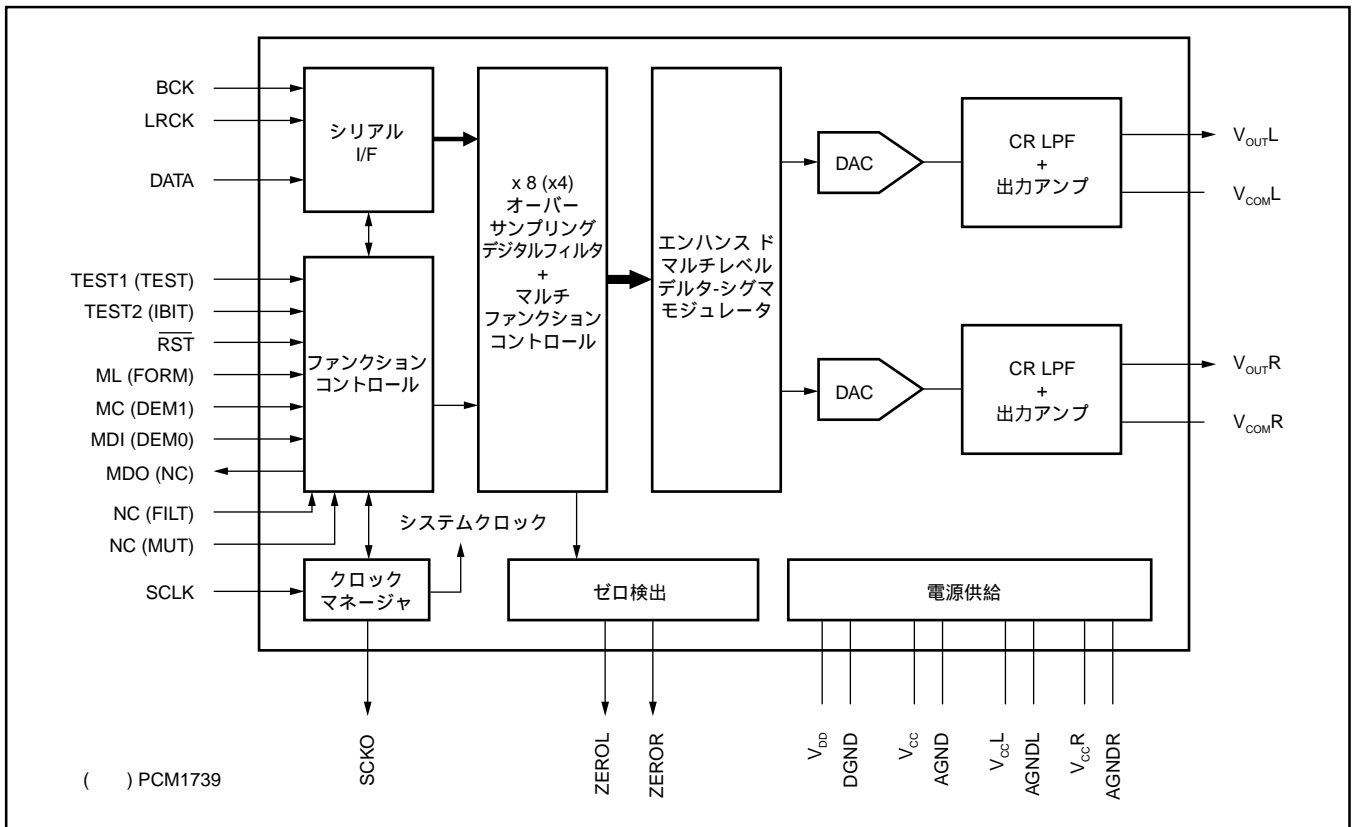 BCK
LRCK
DATA
シリアル
I/F
TEST1 (TEST)
TEST2 (IBIT)
RST
ML (FORM)
MC (DEM1)
MDI (DEM0)
MDO (NC)
NC (FILT)
NC (MUT)
SCLK
ファンクション
コントロール
クロック
マネージャ
システムクロック
SCKO
x 8 (x4)
オーバー
サンプリング
デジタルフィルタ
+
マルチ
ファンクション
コントロール
ゼロ検出
ZEROL
ZEROR
エンハンス ド
マルチレベル
デルタ-シグマ
モジュレータ
DAC
CR LPF
+
出力アンプ
VOUTL
VCOML
DAC
CR LPF
+
出力アンプ
VOUTR
VCOMR
電源供給
VDD
DGND
VCC
AGND
VCCL
AGNDL
VCCR
AGNDR
( ) PCM1739